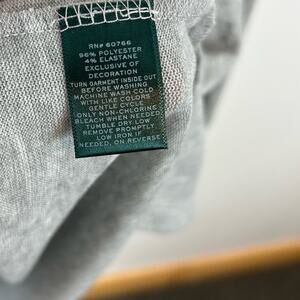 RN# 60766
96% POLYESTER
4% ELASTANE
EXCLUSIVE OF
DECORATION
TURN GARMENT INSIDE OUT
BEFORE WASHING
MACHINE WASH COLD
WITH LIKE COLORS
GENTLE CYCLE
ONLY NON-CHLORINE
BLEACH WHEN NEEDED
TUMBLE DRY LOW
REMOVE PROMPTLY
LOW IRON IF
NEEDED, ON REVERSE